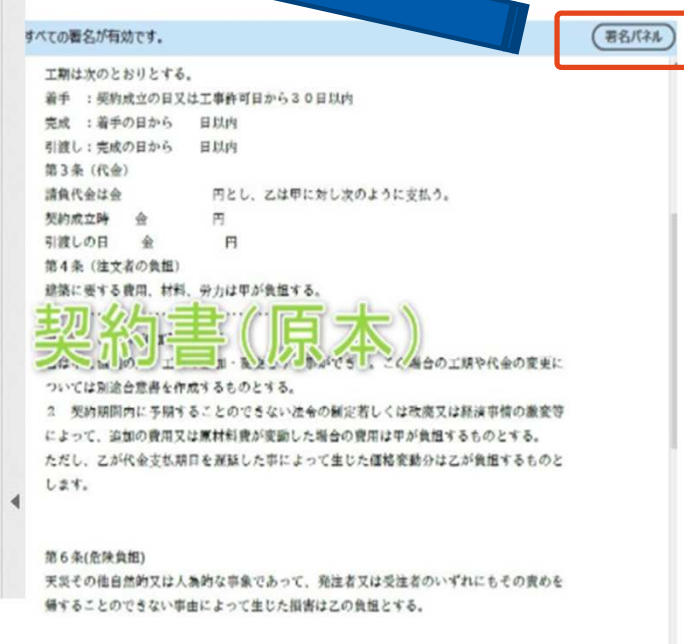 すべての署名が有効です。
署名パネル
工期は次のとおりとする。
着手 :契約成立の日又は工事許可日から30日以内
完成 :着手の日から 日以内
引渡し:完成の日から 日以内
第3条(代金)
請負代金は金 円とし、乙は甲に対し次のように支払う。
契約成立時 金 円
引渡しの日 金 円
第4条(注文者の負担)
建築に要する費用、材料、労力は甲が負担する。
契約書(原本)
場合の工期や代金の変更に
ついては別途合意書を作成するものとする。
2 契約期間内に予期することのできない法令の制定若しくは改廃又は経済事情の激変等
によって、追加の費用又は原材料費が変動した場合の費用は甲が負担するものとする。
ただし、乙が代金支払期日を遅延した事によって生じた価格変動分は乙が負担するものと
します。
第6条(危険負担)
天災その他自然的又は人為的な事象であって、発注者又は受注者のいずれにもその責めを
帰することのできない事由によって生じた損害は乙の負担とする。